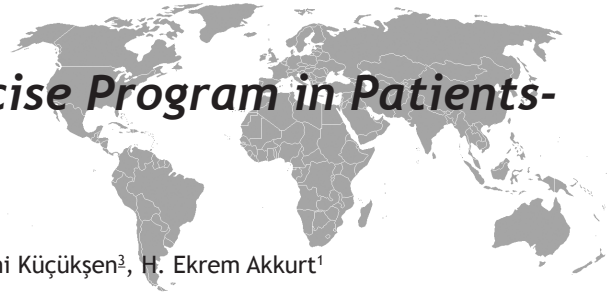 cise Program in Patients-
ni Küçükşen³, H. Ekrem Akkurt¹